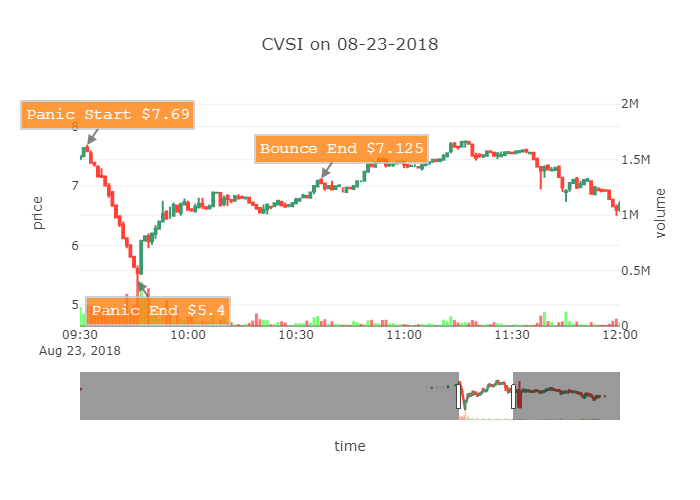 CVSI on 08-23-2018
2M
Panic Start $7.69
8
Bounce End $7.125
1.5M
7
price
1M
volume
6
0.5M
Panic End $5.4
5
0
09:30
10:00
10:30
11:00
11:30
12:00
Aug 23, 2018
time